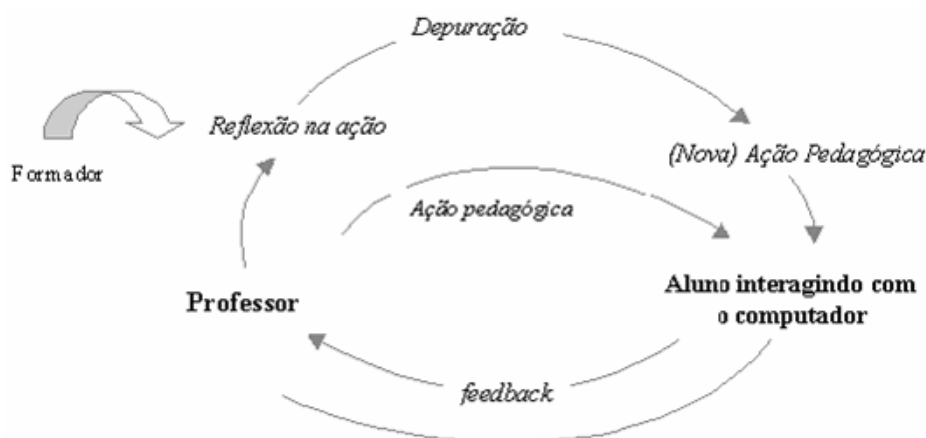 Depuração
Reflexão na ação
(Nova) Ação Pedagógica
Formador
Ação pedagógica
Professor
Aluno interagindo com
o computador
feedback